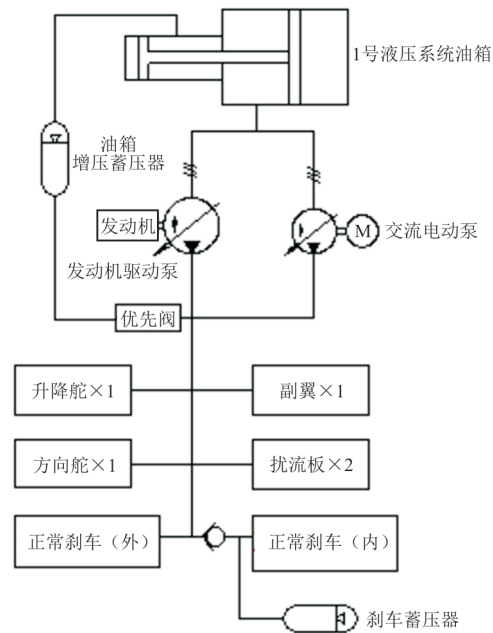 1号液压系统油箱
油箱
增压蓄压器
发动机
M
交流电动泵
发动机驱动泵
优先阀
升降舵×1
副翼×1
方向舵×1
扰流板×2
正常刹车（外）
正常刹车（内）
刹车蓄压器